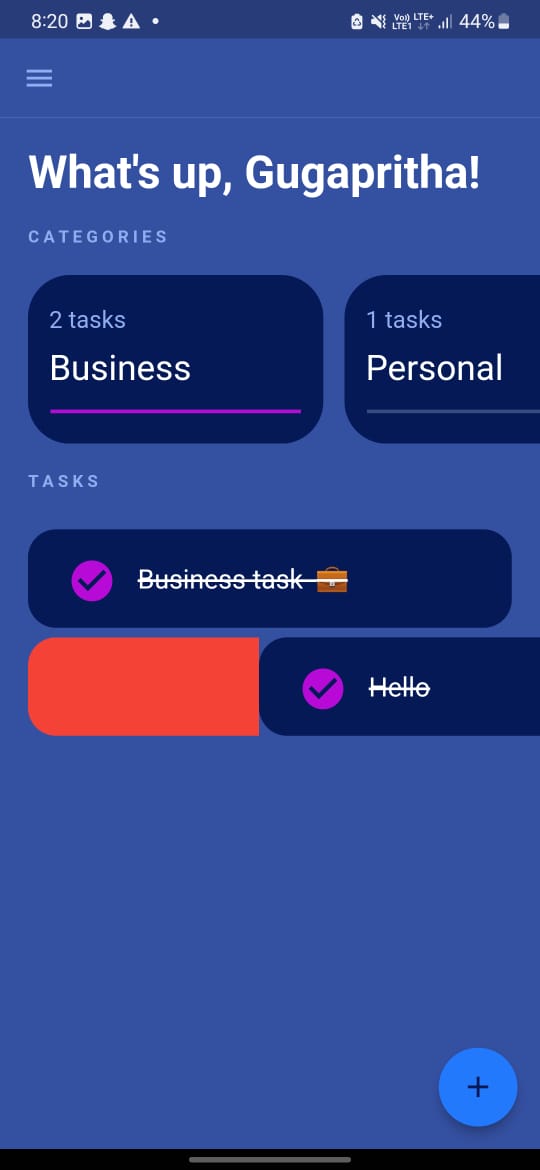 8:20 Vo)) LTE+ LTE1 44%
What's up, Gugapritha!
CATEGORIES
2 tasks
Business
1 tasks
Personal
TASKS
Business task 💼
Hello